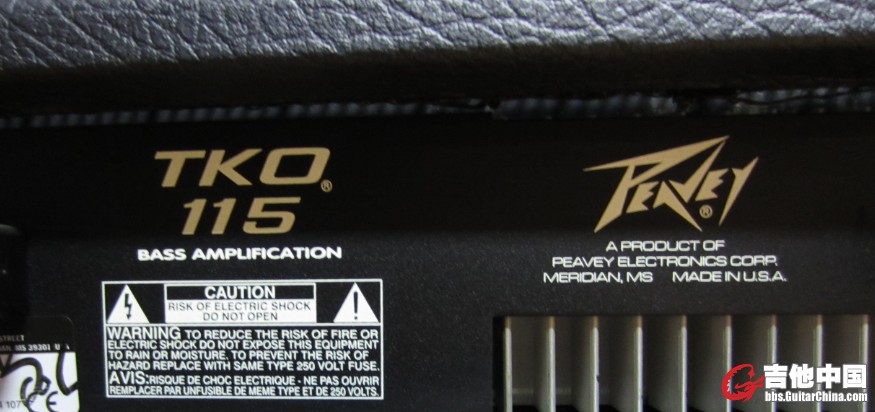 TKO®
115
BASS AMPLIFICATION
PEAVEY®
A PRODUCT OF
PEAVEY ELECTRONICS CORP.
MERIDIAN, MS MADE IN U.S.A.
CAUTION
RISK OF ELECTRIC SHOCK
DO NOT OPEN
WARNING: TO REDUCE THE RISK OF FIRE OR
ELECTRIC SHOCK DO NOT EXPOSE THIS EQUIPMENT
TO RAIN OR MOISTURE. TO PREVENT THE RISK OF
HAZARD REPLACE WITH SAME TYPE 250 VOLT FUSE.
AVIS: RISQUE DE CHOC ELECTRIQUE - NE PAS OUVRIR
REMPLACER PAR UNFUSIBLE DE MEME TYPE ET DE 250 VOLTS.
STREET
MS 39301 U
CE
吉他中国
bbs.GuitarChina.com